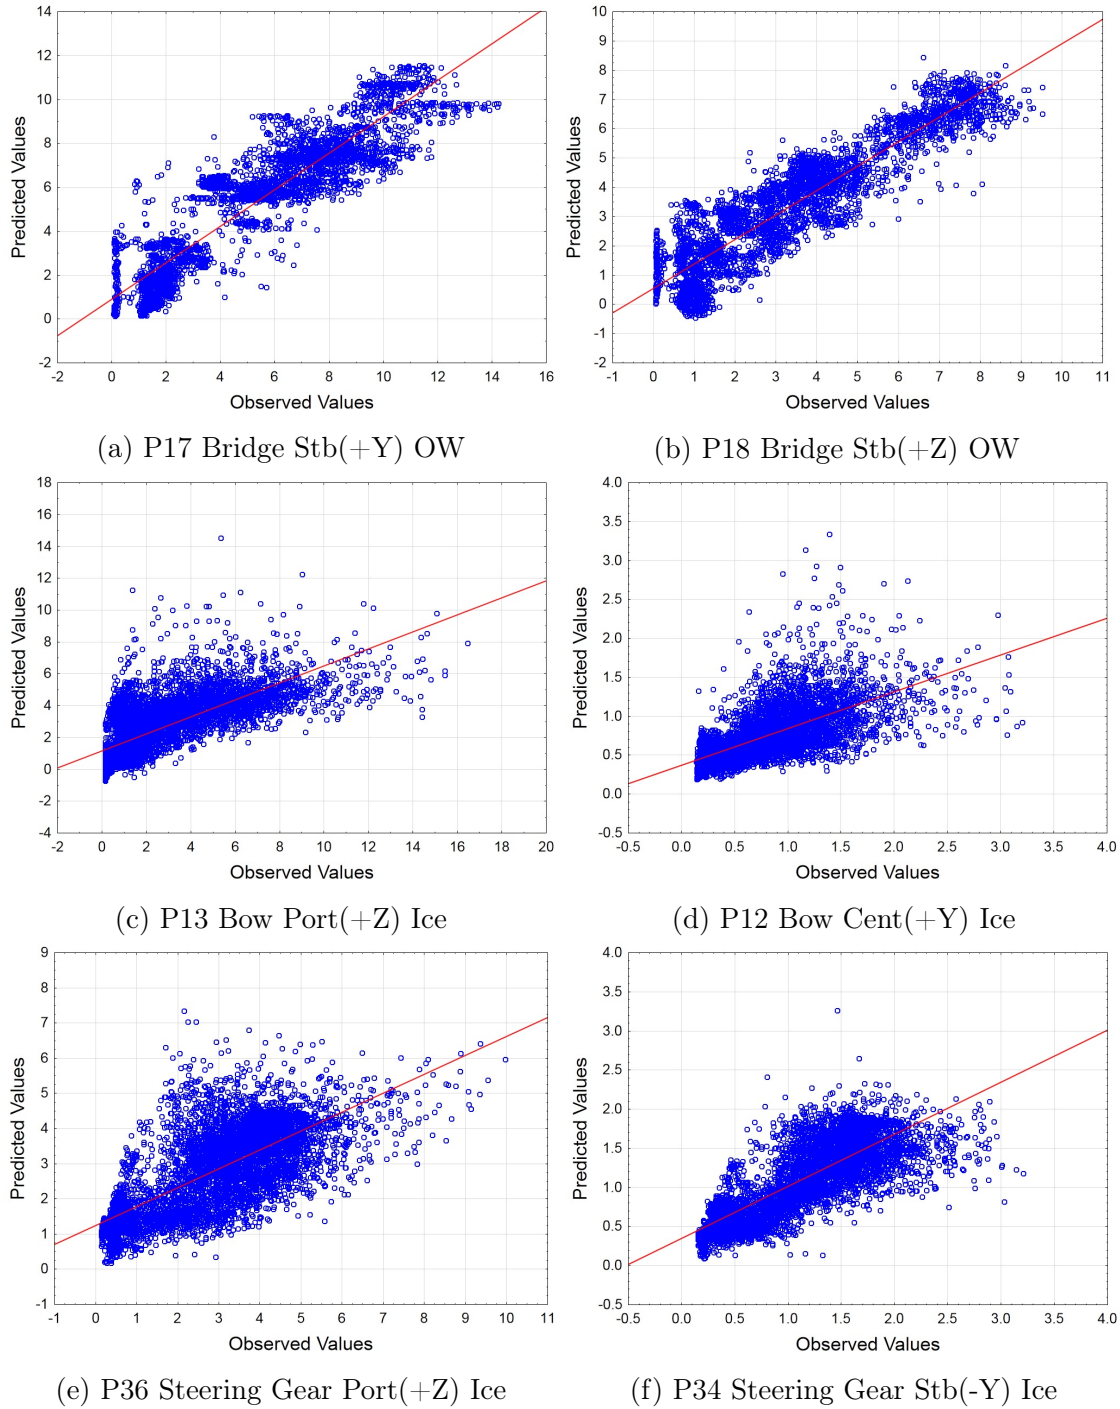 14
12
10
8
6
4
2
0
-2
-2 0 2 4 6 8 10 12 14 16
Predicted Values
Observed Values
(a) P17 Bridge Stb(+Y) OW
10
9
8
7
6
5
4
3
2
1
0
-1
-2
-1 0 1 2 3 4 5 6 7 8 9 10 11
Predicted Values
Observed Values
(b) P18 Bridge Stb(+Z) OW
18
16
14
12
10
8
6
4
2
0
-2
-4
-2 0 2 4 6 8 10 12 14 16 18 20
Predicted Values
Observed Values
(c) P13 Bow Port(+Z) Ice
4.0
3.5
3.0
2.5
2.0
1.5
1.0
0.5
0.0
-0.5
-0.5 0.0 0.5 1.0 1.5 2.0 2.5 3.0 3.5 4.0
Predicted Values
Observed Values
(d) P12 Bow Cent(+Y) Ice
9
8
7
6
5
4
3
2
1
0
-1
-1 0 1 2 3 4 5 6 7 8 9 10 11
Predicted Values
Observed Values
(e) P36 Steering Gear Port(+Z) Ice
4.0
3.5
3.0
2.5
2.0
1.5
1.0
0.5
0.0
-0.5
-0.5 0.0 0.5 1.0 1.5 2.0 2.5 3.0 3.5 4.0
Predicted Values
Observed Values
(f) P34 Steering Gear Stb(-Y) Ice